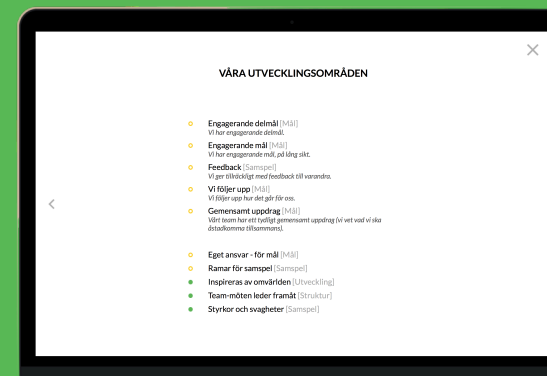 VÅRA UTVECKLINGSOMRÅDEN
Engagerande delmål [Mål]
Vi har engagerande delmål.
Engagerande mål [Mål]
Vi har engagerande mål, på lång sikt.
Feedback [Samspel]
Vi ger tillräckligt med feedback till varandra.
Vi följer upp [Mål]
Vi följer upp hur det går för oss.
Gemensamt uppdrag [Mål]
Vårt team har ett tydligt gemensamt uppdrag (vi vet vad vi ska
åstadkomma tillsammans).
Eget ansvar - för mål [Mål]
Ramar för samspel [Samspel]
Inspireras av omvärlden [Utveckling]
Team-möten leder framåt [Struktur]
Styrkor och svagheter [Samspel]